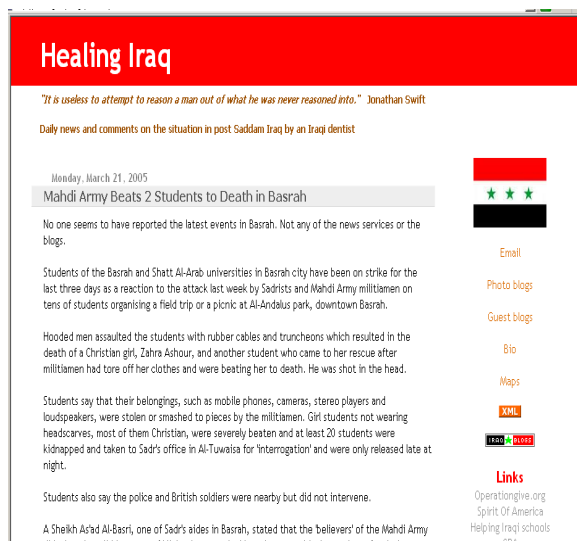 Healing Iraq
"It is useless to attempt to reason a man out of what he was never reasoned into." Jonathan Swift
Daily news and comments on the situation in post Saddam Iraq by an Iraqi dentist
Monday, March 21, 2005
Mahdi Army Beats 2 Students to Death in Basrah
No one seems to have reported the latest events in Basrah. Not any of the news services or the
blogs.
Students of the Basrah and Shatt Al-Arab universities in Basrah city have been on strike for the
last three days as a reaction to the attack last week by Sadrists and Mahdi Army militiamen on
tens of students organising a field trip or a picnic at Al-Andalus park, downtown Basrah.
Hooded men assaulted the students with rubber cables and truncheons which resulted in the
death of a Christian girl, Zahra Ashour, and another student who came to her rescue after
militiamen had tore off her clothes and were beating her to death. He was shot in the head.
Students say that their belongings, such as mobile phones, cameras, stereo players and
loudspeakers, were stolen or smashed to pieces by the militiamen. Girl students not wearing
headscarves, most of them Christian, were severely beaten and at least 20 students were
kidnapped and taken to Sadr's office in Al-Tuwaisa for 'interrogation' and were only released late at
night.
Students also say the police and British soldiers were nearby but did not intervene.
A Sheikh As'ad Al-Basri, one of Sadr's aides in Basrah, stated that the 'believers' of the Mahdi Army
Email
Photo blogs
Guest blogs
Bio
Maps
XML
IRAQ BLOGS
Links
Operationgive.org
Spirit Of America
Helping Iraqi schools